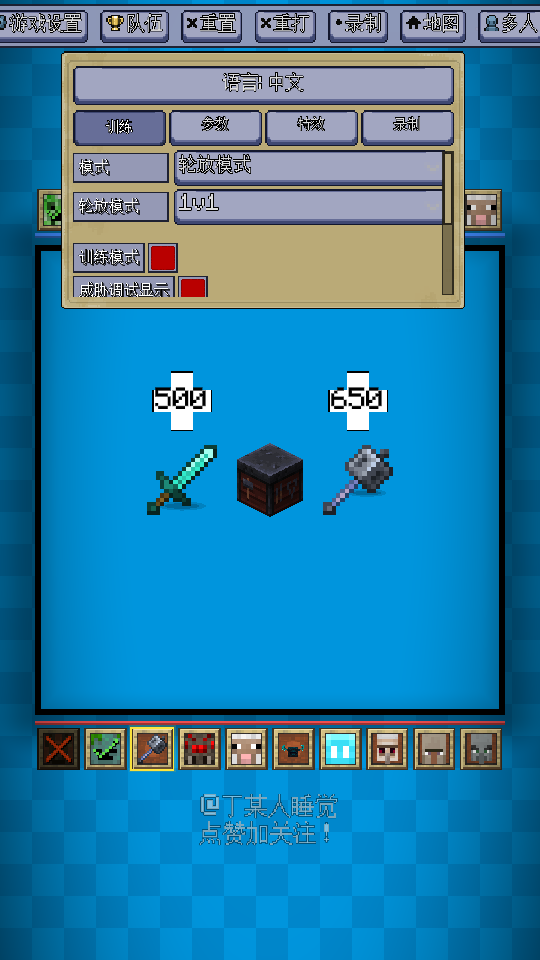 游戏设置 队伍 重置 重打 录制 地图 多人
语言: 中文
训练 参数 特效 录制
模式 轮放模式
轮放模式 1v1
训练模式
威胁调试显示
500 650
@丁某人睡觉
点赞加关注！